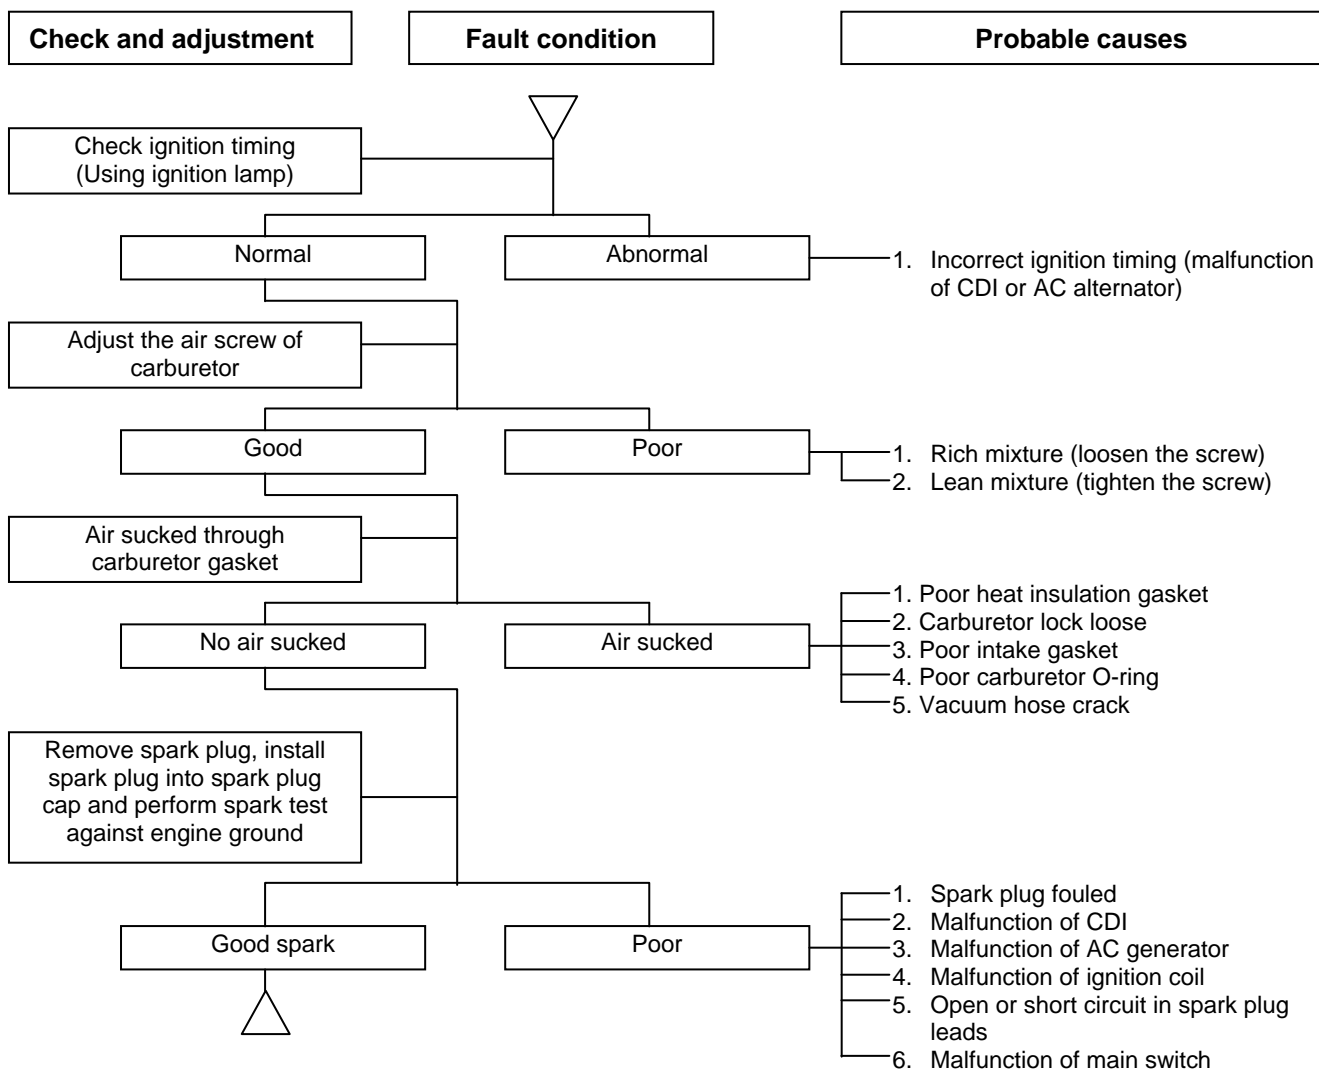 Check and adjustment
Fault condition
Probable causes
Check ignition timing
(Using ignition lamp)
Normal
Abnormal
1. Incorrect ignition timing (malfunction
of CDI or AC alternator)
Adjust the air screw of
carburetor
Good
Poor
1. Rich mixture (loosen the screw)
2. Lean mixture (tighten the screw)
Air sucked through
carburetor gasket
No air sucked
Air sucked
1. Poor heat insulation gasket
2. Carburetor lock loose
3. Poor intake gasket
4. Poor carburetor O-ring
5. Vacuum hose crack
Remove spark plug, install
spark plug into spark plug
cap and perform spark test
against engine ground
Good spark
Poor
1. Spark plug fouled
2. Malfunction of CDI
3. Malfunction of AC generator
4. Malfunction of ignition coil
5. Open or short circuit in spark plug
leads
6. Malfunction of main switch